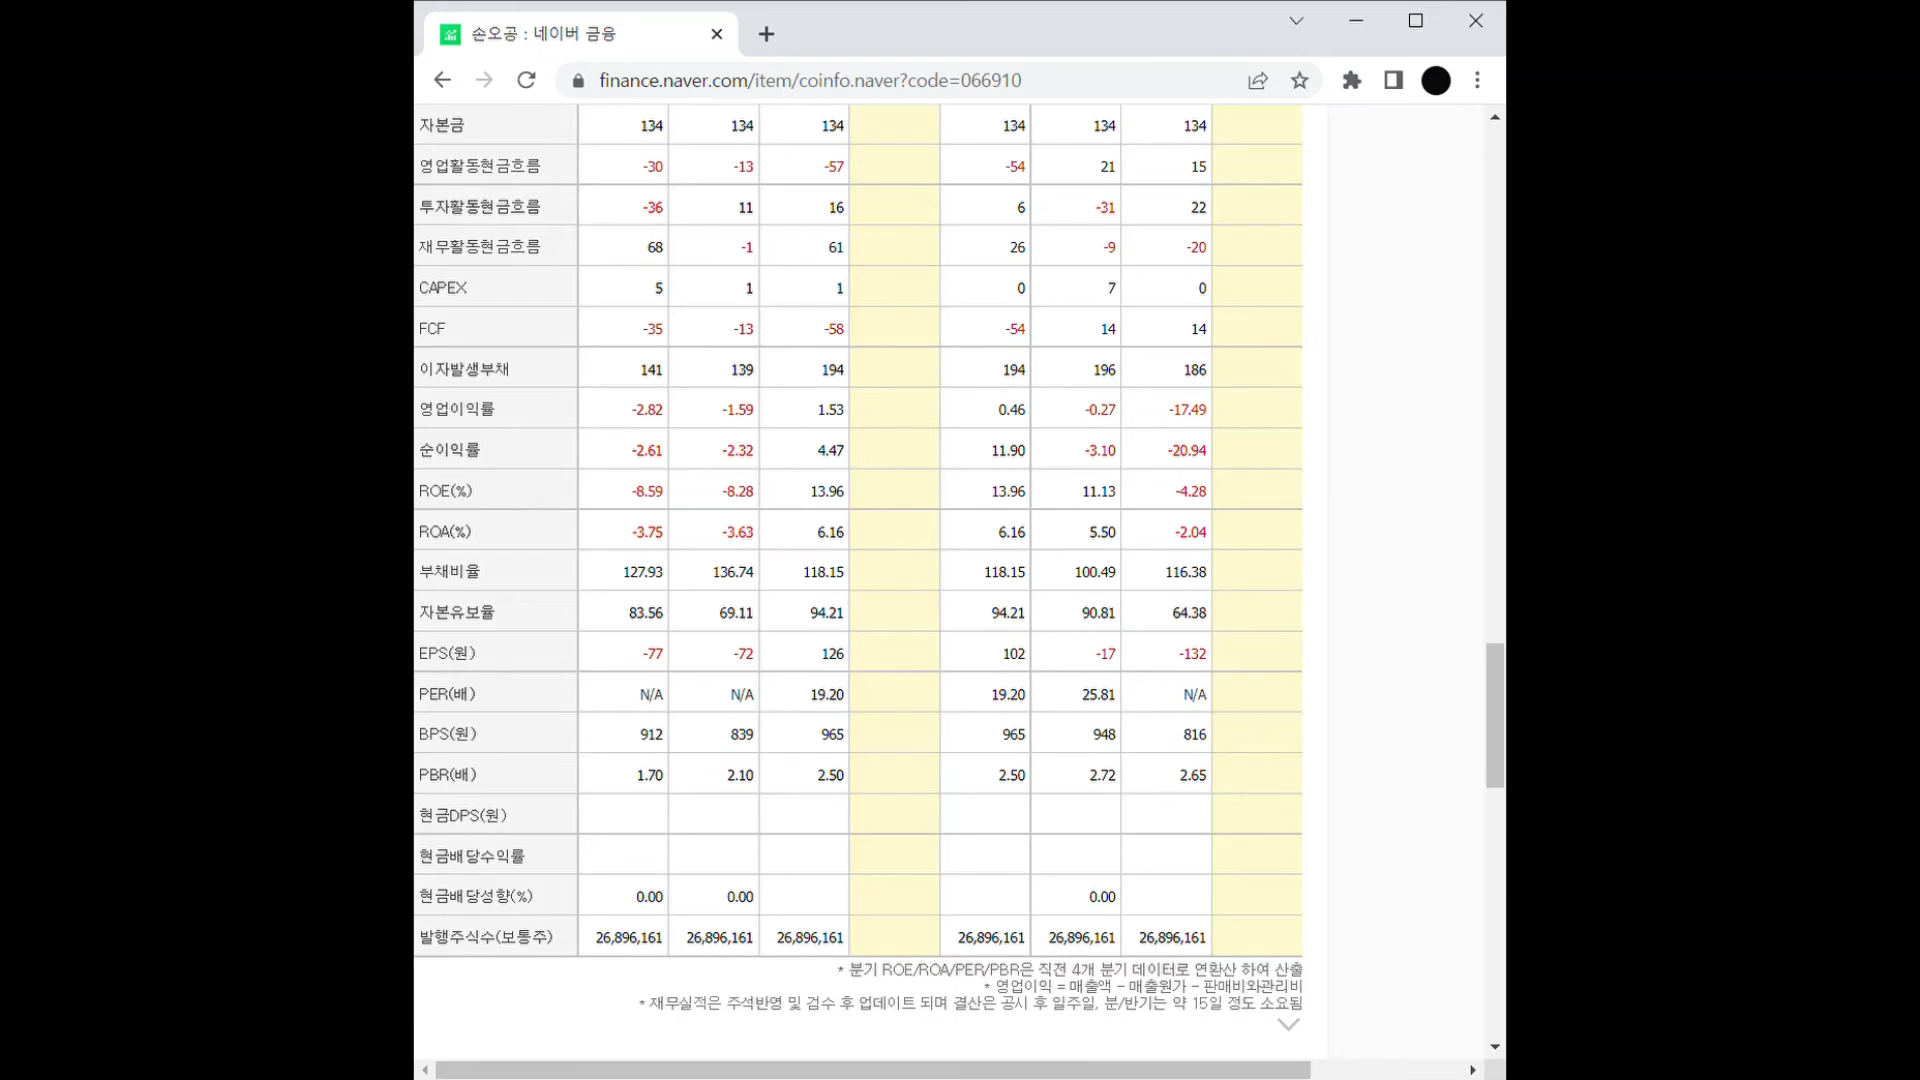 손오공 : 네이버 금융
finance.naver.com/item/coinfo.naver?code=066910
자본금 134 134 134 134 134 134
영업활동현금흐름 -30 -13 -57 -54 21 15
투자활동현금흐름 -36 11 16 6 -31 22
재무활동현금흐름 68 -1 61 26 -9 -20
CAPEX 5 1 1 0 7 0
FCF -35 -13 -58 -54 14 14
이자발생부채 141 139 194 194 196 186
영업이익률 -2.82 -1.59 1.53 0.46 -0.27 -17.49
순이익률 -2.61 -2.32 4.47 11.90 -3.10 -20.94
ROE(%) -8.59 -8.28 13.96 13.96 11.13 -4.28
ROA(%) -3.75 -3.63 6.16 6.16 5.50 -2.04
부채비율 127.93 136.74 118.15 118.15 100.49 116.38
자본유보율 83.56 69.11 94.21 94.21 90.81 64.38
EPS(원) -77 -72 126 102 -17 -132
PER(배) N/A N/A 19.20 19.20 25.81 N/A
BPS(원) 912 839 965 965 948 816
PBR(배) 1.70 2.10 2.50 2.50 2.72 2.65
현금DPS(원)
현금배당수익률
현금배당성향(%) 0.00 0.00 0.00
발행주식수(보통주) 26,896,161 26,896,161 26,896,161 26,896,161 26,896,161 26,896,161
* 분기 ROE/ROA/PER/PBR은 직전 4개 분기 데이터로 연환산 하여 산출
* 영업이익 = 매출액 - 매출원가 - 판매비와관리비
* 재무실적은 주석반영 및 검수 후 업데이트 되며 결산은 공시 후 일주일, 분/반기는 약 15일 정도 소요됨